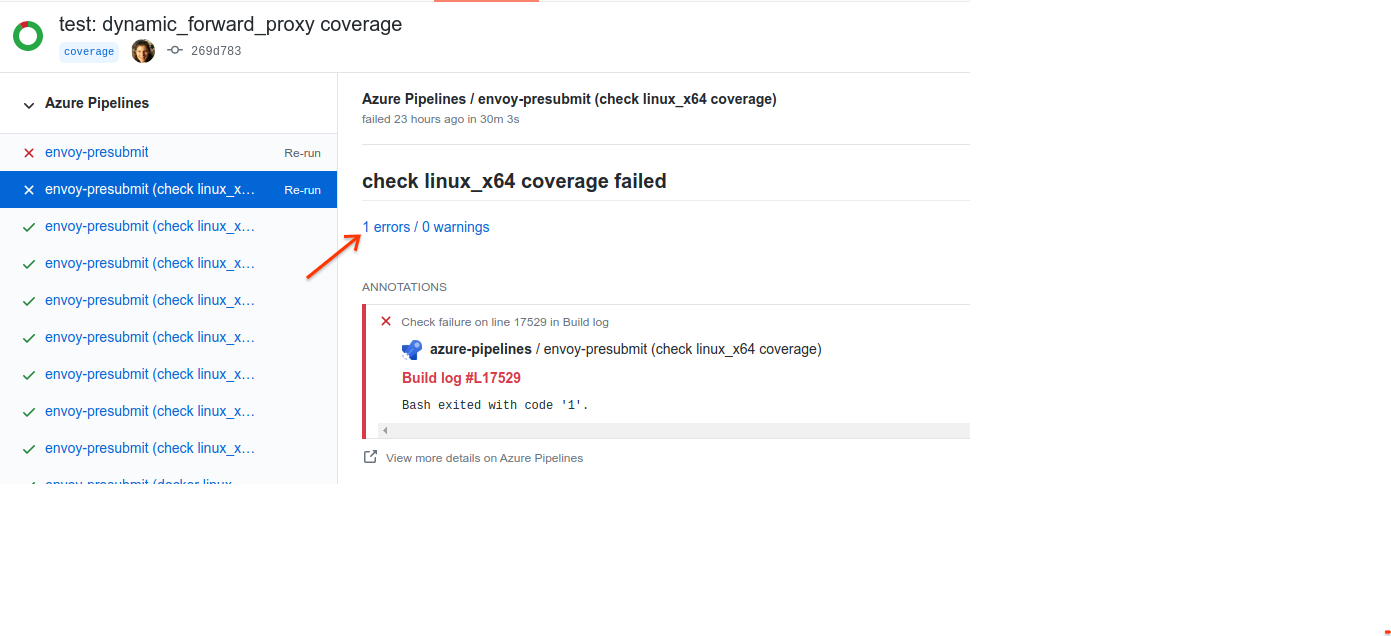 test: dynamic_forward_proxy coverage
coverage 269d783
Azure Pipelines
envoy-presubmit Re-run
envoy-presubmit (check linux_x… Re-run
envoy-presubmit (check linux_x…
envoy-presubmit (check linux_x…
envoy-presubmit (check linux_x…
envoy-presubmit (check linux_x…
envoy-presubmit (check linux_x…
envoy-presubmit (check linux_x…
envoy-presubmit (check linux_x…
envoy-presubmit (docker linux
Azure Pipelines / envoy-presubmit (check linux_x64 coverage)
failed 23 hours ago in 30m 3s
check linux_x64 coverage failed
1 errors / 0 warnings
ANNOTATIONS
Check failure on line 17529 in Build log
azure-pipelines / envoy-presubmit (check linux_x64 coverage)
Build log #L17529
Bash exited with code '1'.
View more details on Azure Pipelines